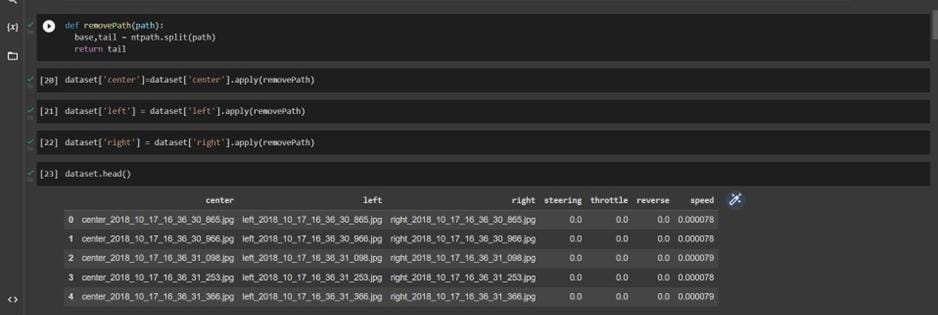 {x}
def removePath(path):
base,tail = ntpath.split(path)
return tail
[20] dataset['center']=dataset['center'].apply(removePath)
[21] dataset['left'] = dataset['left'].apply(removePath)
[22] dataset['right'] = dataset['right'].apply(removePath)
[23] dataset.head()
center left right steering throttle reverse speed
0 center_2018_10_17_16_36_30_865.jpg left_2018_10_17_16_36_30_865.jpg right_2018_10_17_16_36_30_865.jpg 0.0 0.0 0.0 0.000078
1 center_2018_10_17_16_36_30_966.jpg left_2018_10_17_16_36_30_966.jpg right_2018_10_17_16_36_30_966.jpg 0.0 0.0 0.0 0.000078
2 center_2018_10_17_16_36_31_098.jpg left_2018_10_17_16_36_31_098.jpg right_2018_10_17_16_36_31_098.jpg 0.0 0.0 0.0 0.000079
3 center_2018_10_17_16_36_31_253.jpg left_2018_10_17_16_36_31_253.jpg right_2018_10_17_16_36_31_253.jpg 0.0 0.0 0.0 0.000078
4 center_2018_10_17_16_36_31_366.jpg left_2018_10_17_16_36_31_366.jpg right_2018_10_17_16_36_31_366.jpg 0.0 0.0 0.0 0.000079
<>